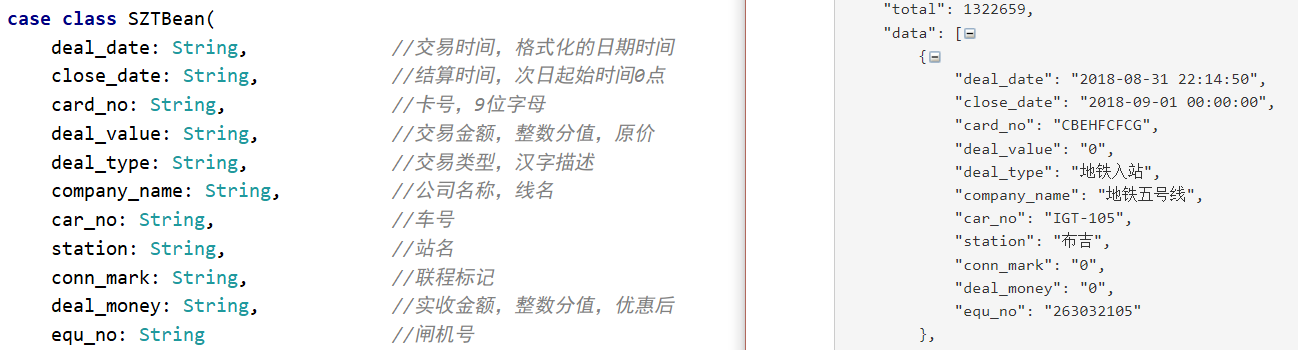 case class SZTBean(
deal_date: String, //交易时间，格式化的日期时间
close_date: String, //结算时间，次日起始时间0点
card_no: String, //卡号，9位字母
deal_value: String, //交易金额，整数分值，原价
deal_type: String, //交易类型，汉字描述
company_name: String, //公司名称，线名
car_no: String, //车号
station: String, //站名
conn_mark: String, //联程标记
deal_money: String, //实收金额，整数分值，优惠后
equ_no: String //闸机号
"total": 1322659,
"data": [
{
"deal_date": "2018-08-31 22:14:50",
"close_date": "2018-09-01 00:00:00",
"card_no": "CBEHFCFCG",
"deal_value": "0",
"deal_type": "地铁入站",
"company_name": "地铁五号线",
"car_no": "IGT-105",
"station": "布吉",
"conn_mark": "0",
"deal_money": "0",
"equ_no": "263032105"
},